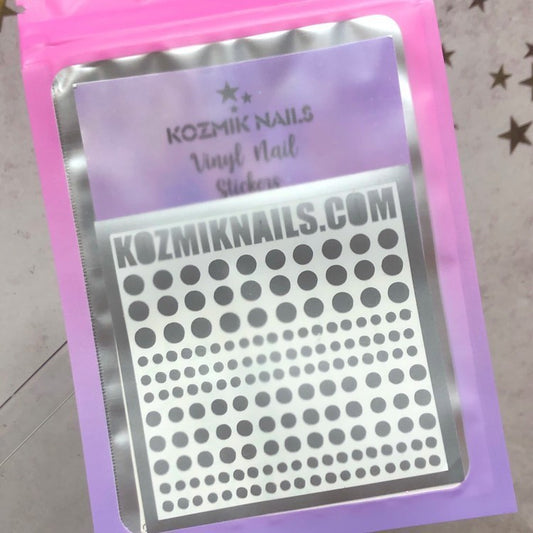 KOZMIK NAILS
Vinyl Nail
Stickers
KOZMIKNAILS.COM